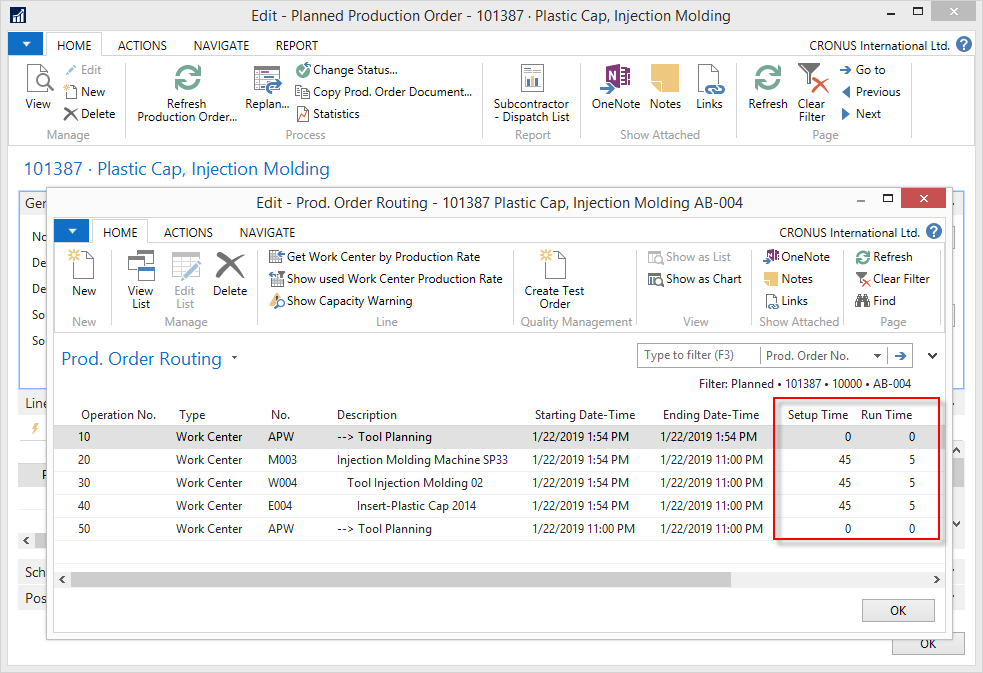 Edit - Planned Production Order - 101387 · Plastic Cap, Injection Molding
HOME ACTIONS NAVIGATE REPORT CRONUS International Ltd. ?
View
Edit
New
Delete
Manage
Refresh
Production Order...
Replan...
Change Status...
Copy Prod. Order Document...
Statistics
Process
Subcontractor
- Dispatch List
Report
OneNote
Notes
Links
Show Attached
Refresh
Clear
Filter
Go to
Previous
Next
Page
101387 · Plastic Cap, Injection Molding
Ger
No
De
De
So
So
Line
Sch
Pos
OK
Edit - Prod. Order Routing - 101387 Plastic Cap, Injection Molding AB-004
HOME ACTIONS NAVIGATE CRONUS International Ltd. ?
New
New
View
List
Edit
List
Delete
Manage
Get Work Center by Production Rate
Show used Work Center Production Rate
Show Capacity Warning
Line
Create Test
Order
Quality Management
Show as List
Show as Chart
View
OneNote
Notes
Links
Show Attached
Refresh
Clear Filter
Find
Page
Prod. Order Routing
Type to filter (F3) Prod. Order No.
Filter: Planned • 101387 • 10000 • AB-004
Operation No. Type No. Description Starting Date-Time Ending Date-Time Setup Time Run Time
10 Work Center APW --> Tool Planning 1/22/2019 1:54 PM 1/22/2019 1:54 PM 0 0
20 Work Center M003 Injection Molding Machine SP33 1/22/2019 1:54 PM 1/22/2019 11:00 PM 45 5
30 Work Center W004 Tool Injection Molding 02 1/22/2019 1:54 PM 1/22/2019 11:00 PM 45 5
40 Work Center E004 Insert-Plastic Cap 2014 1/22/2019 1:54 PM 1/22/2019 11:00 PM 45 5
50 Work Center APW --> Tool Planning 1/22/2019 11:00 PM 1/22/2019 11:00 PM 0 0
OK